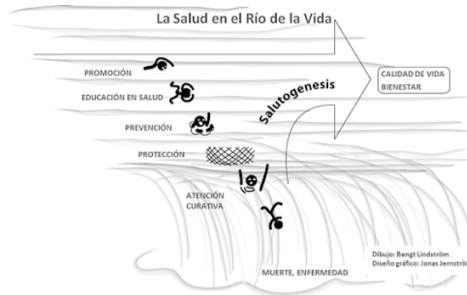 La Salud en el Río de la Vida
PROMOCIÓN
EDUCACIÓN EN SALUD
PREVENCIÓN
PROTECCIÓN
ATENCIÓN
CURATIVA
MUERTE, ENFERMEDAD
Salutogenesis
CALIDAD DE VIDA
BIENESTAR
Dibujo: Bengt Lindström
Diseño gráfico: Jonas Jernströ